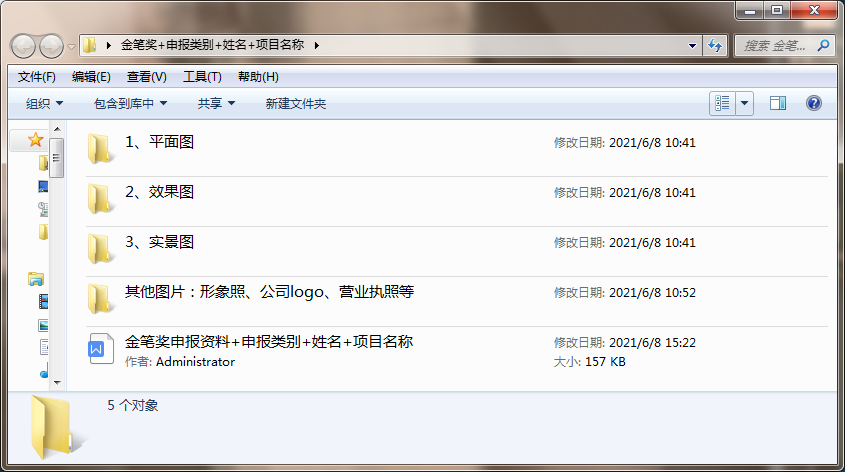 金笔奖+申报类别+姓名+项目名称
搜索 金笔...
文件(F) 编辑(E) 查看(V) 工具(T) 帮助(H)
组织 包含到库中 共享 新建文件夹
1、平面图 修改日期: 2021/6/8 10:41
2、效果图 修改日期: 2021/6/8 10:41
3、实景图 修改日期: 2021/6/8 10:41
其他图片：形象照、公司logo、营业执照等 修改日期: 2021/6/8 10:52
金笔奖申报资料+申报类别+姓名+项目名称 修改日期: 2021/6/8 15:22
作者: Administrator 大小: 157 KB
5 个对象